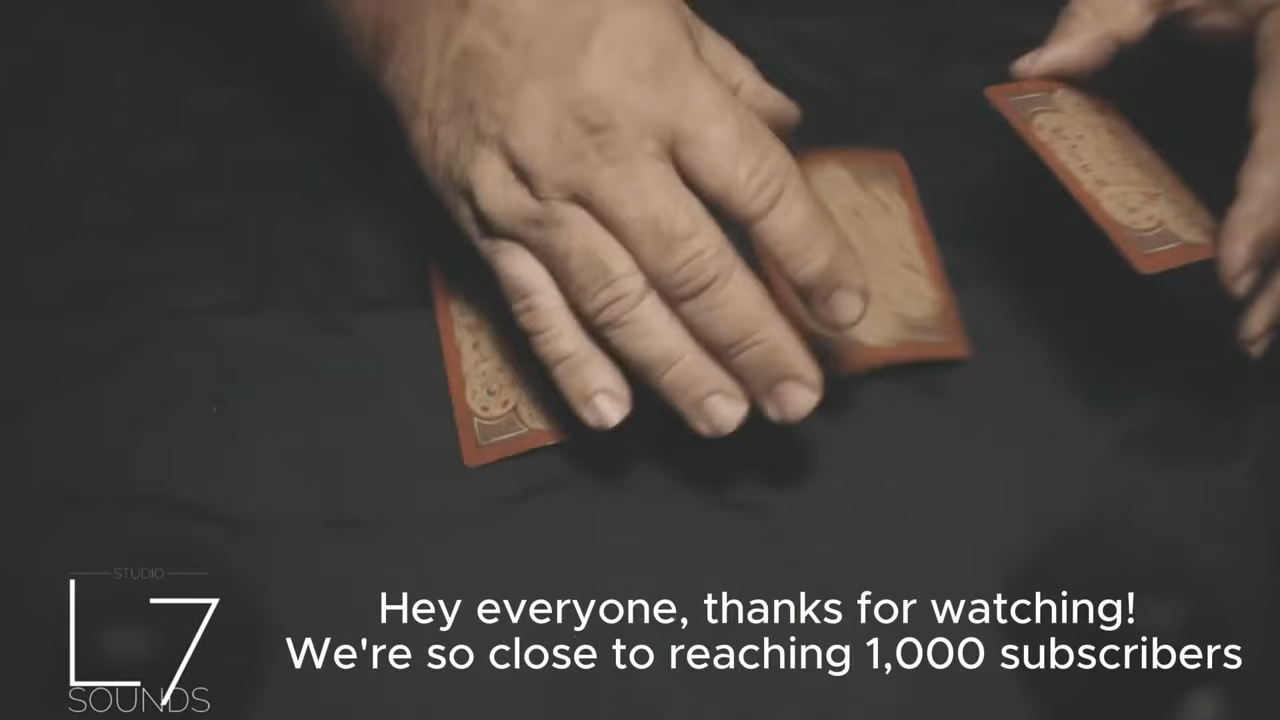 STUDIO
L7
SOUNDS
Hey everyone, thanks for watching!
We're so close to reaching 1,000 subscribers